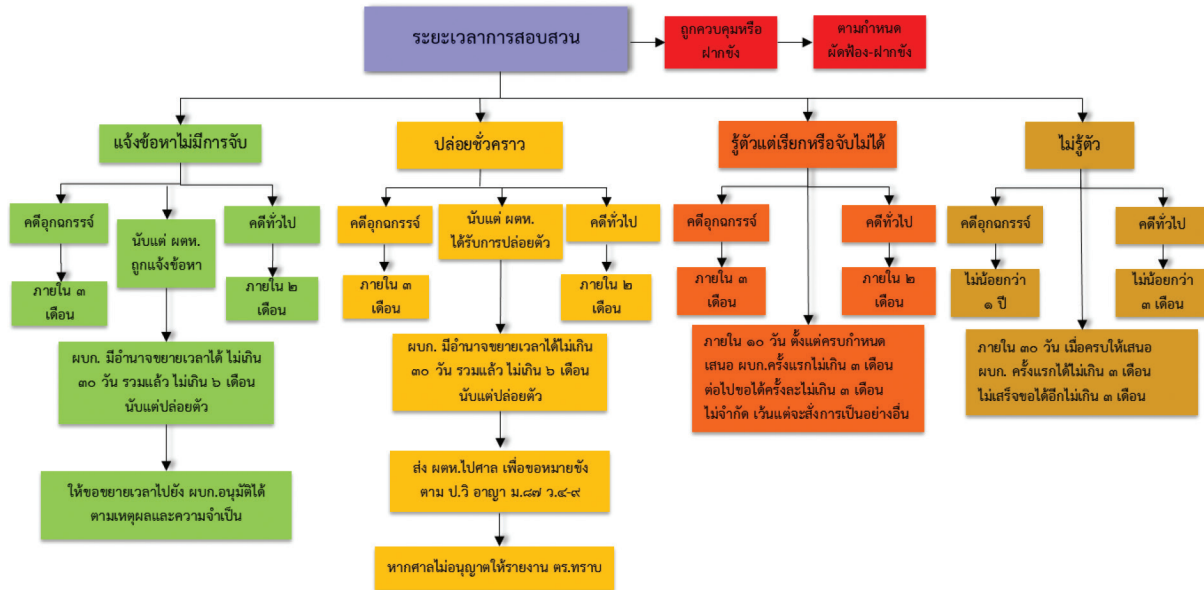 ระยะเวลาการสอบสวน
ถูกควบคุมหรือ
ฝากขัง
ตามกำหนด
ผัดฟ้อง-ฝากขัง
แจ้งข้อหาไม่มีการจับ
คดีอุกฉกรรจ์
ภายใน ๓
เดือน
นับแต่ ผตห.
ถูกแจ้งข้อหา
คดีทั่วไป
ภายใน ๒
เดือน
ผบก. มีอำนาจขยายเวลาได้ ไม่เกิน
๓๐ วัน รวมแล้ว ไม่เกิน ๖ เดือน
นับแต่ปล่อยตัว
ให้ขอขยายเวลาไปยัง ผบก.อนุมัติได้
ตามเหตุผลและความจำเป็น
ปล่อยชั่วคราว
คดีอุกฉกรรจ์
ภายใน ๓
เดือน
นับแต่ ผตห.
ได้รับการปล่อยตัว
คดีทั่วไป
ภายใน ๒
เดือน
ผบก. มีอำนาจขยายเวลาได้ไม่เกิน
๓๐ วัน รวมแล้ว ไม่เกิน ๖ เดือน
นับแต่ปล่อยตัว
ส่ง ผตห.ไปศาล เพื่อขอหมายขัง
ตาม ป.วิ อาญา ม.๘๗ ว.๔-๙
หากศาลไม่อนุญาตให้รายงาน ตร.ทราบ
รู้ตัวแต่เรียกหรือจับไม่ได้
คดีอุกฉกรรจ์
ภายใน ๓
เดือน
คดีทั่วไป
ภายใน ๒
เดือน
ภายใน ๑๐ วัน ตั้งแต่ครบกำหนด
เสนอ ผบก.ครั้งแรกไม่เกิน ๓ เดือน
ต่อไปขอได้ครั้งละไม่เกิน ๓ เดือน
ไม่จำกัด เว้นแต่จะสั่งการเป็นอย่างอื่น
ไม่รู้ตัว
คดีอุกฉกรรจ์
ไม่น้อยกว่า
๑ ปี
คดีทั่วไป
ไม่น้อยกว่า
๓ เดือน
ภายใน ๓๐ วัน เมื่อครบให้เสนอ
ผบก. ครั้งแรกได้ไม่เกิน ๓ เดือน
ไม่เสร็จขอได้อีกไม่เกิน ๓ เดือน